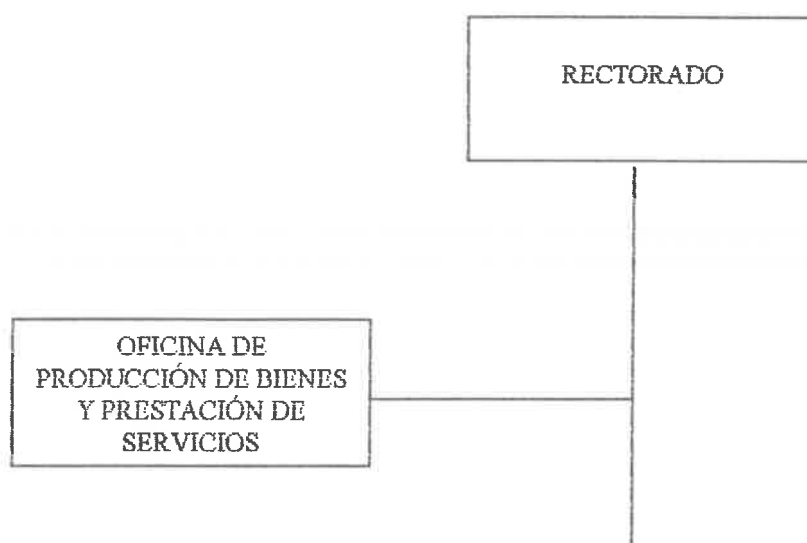 RECTORADO
OFICINA DE
PRODUCCIÓN DE BIENES
Y PRESTACIÓN DE
SERVICIOS